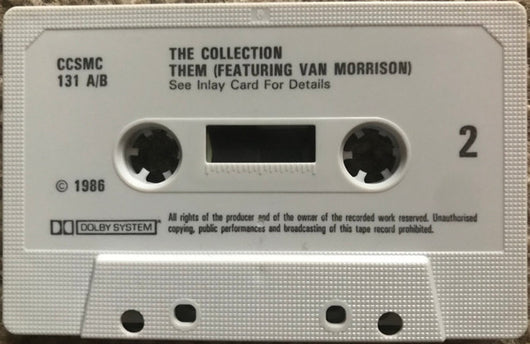 CCSMC
131 A/B
THE COLLECTION
THEM (FEATURING VAN MORRISON)
See Inlay Card For Details
2
© 1986
DOLBY SYSTEM
All rights of the producer and of the owner of the recorded work reserved. Unauthorised
copying, public performances and broadcasting of this tape record prohibited.